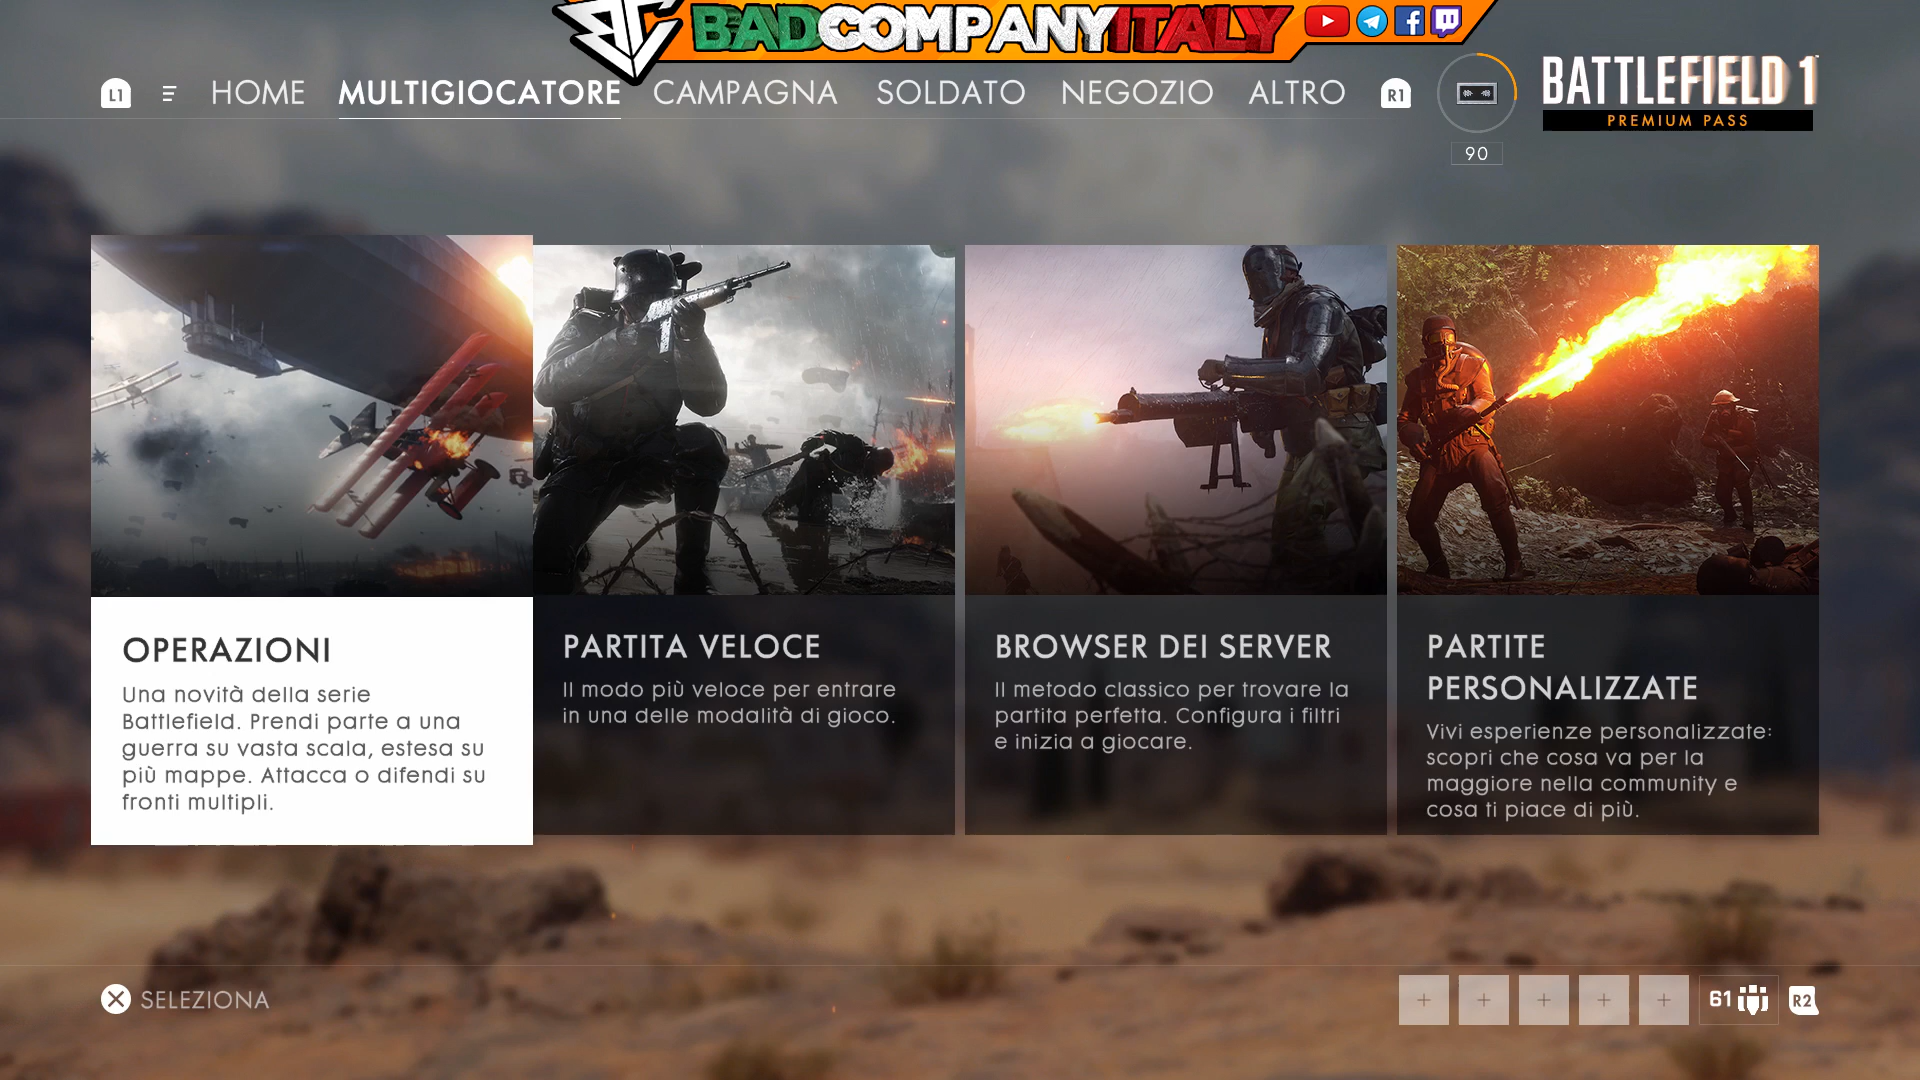 BADCOMPANYITALY
L1
HOME
MULTIGIOCATORE
CAMPAGNA
SOLDATO
NEGOZIO
ALTRO
R1
90
BATTLEFIELD 1
PREMIUM PASS
OPERAZIONI
Una novità della serie
Battlefield. Prendi parte a una
guerra su vasta scala, estesa su
più mappe. Attacca o difendi su
fronti multipli.
PARTITA VELOCE
Il modo più veloce per entrare
in una delle modalità di gioco.
BROWSER DEI SERVER
Il metodo classico per trovare la
partita perfetta. Configura i filtri
e inizia a giocare.
PARTITE
PERSONALIZZATE
Vivi esperienze personalizzate:
scopri che cosa va per la
maggiore nella community e
cosa ti piace di più.
SELEZIONA
61
R2